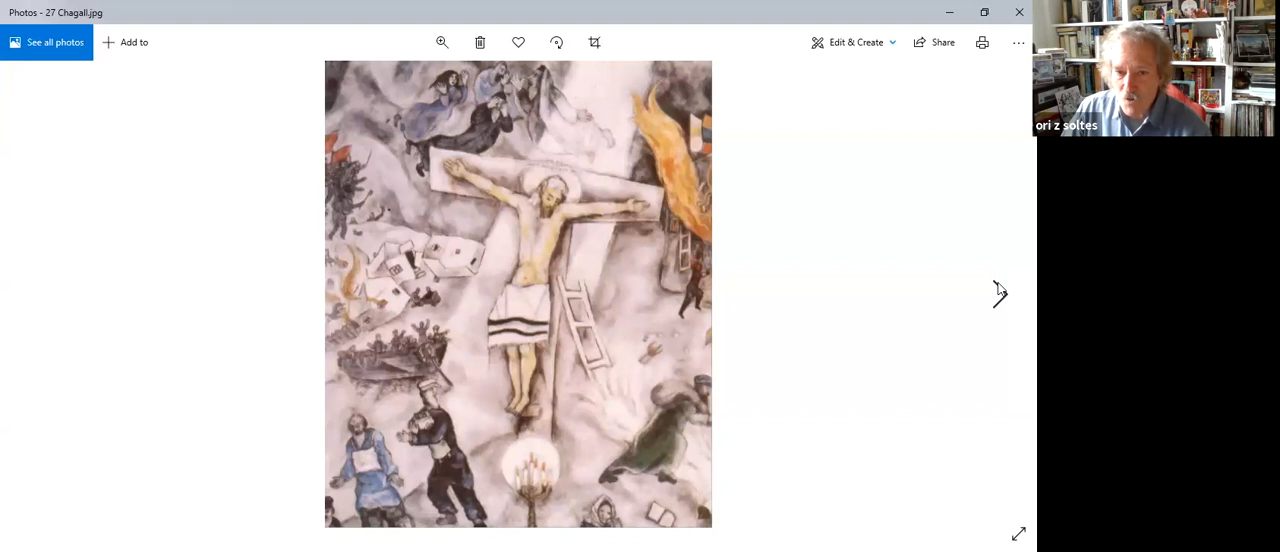 Photos - 27 Chagall.jpg
See all photos
Add to
Edit & Create
Share
ori z soltes